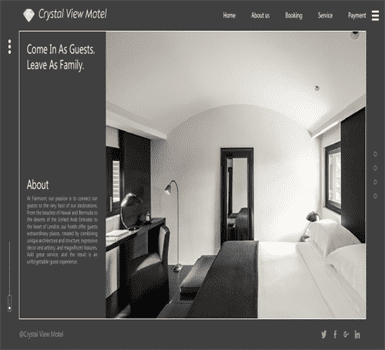 Crystal View Motel
Home About us Booking Service Payment
Come In As Guests.
Leave As Family.
About
At Fairmont, our passion is to connect our
guests to the very best of our destinations.
From the beaches of Hawaii and Bermuda to
the deserts of the United Arab Emirates to
the heart of London, our hotels offer guests
extraordinary places, created by combining
unique architecture and structure, expressive
decor and artistry, and magnificent features.
Add great service, and the result is an
unforgettable guest experience.
@Crystal View Motel